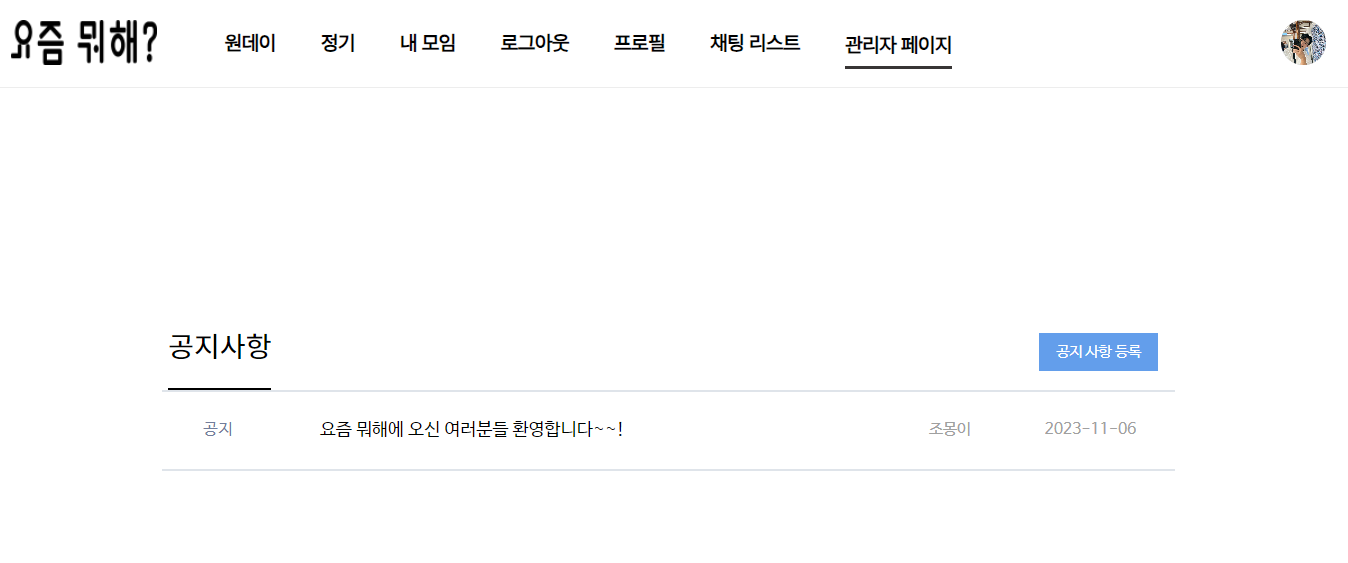 요즘 뭐해?
원데이 정기 내 모임 로그아웃 프로필 채팅 리스트 관리자 페이지
공지사항
공지 사항 등록
공지 요즘 뭐해에 오신 여러분들 환영합니다~~! 조몽이 2023-11-06